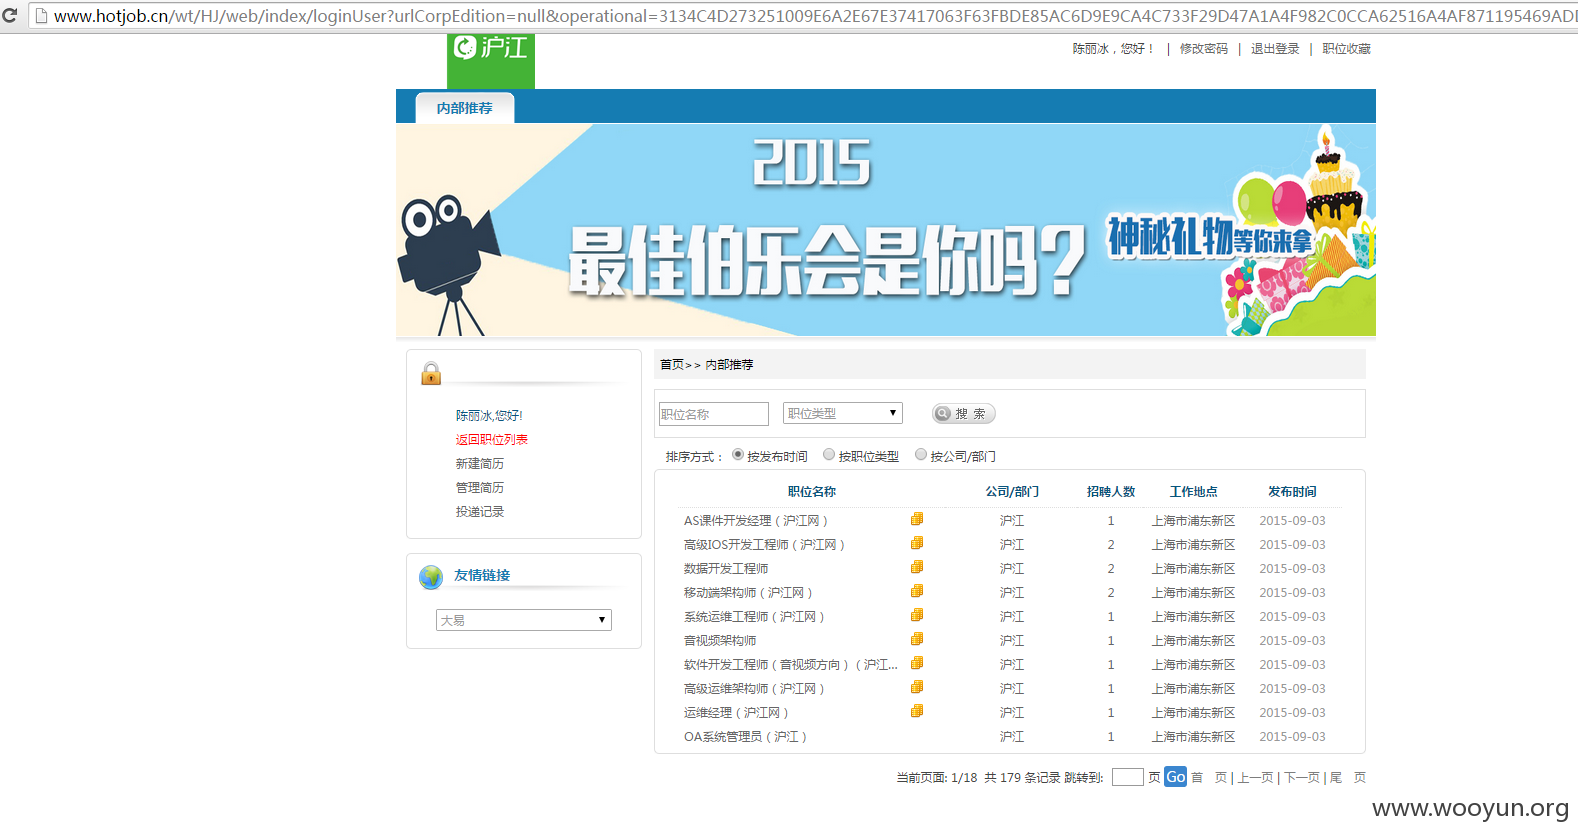 www.hotjob.cn/wt/HJ/web/index/loginUser?urlCorpEdition=null&operational=3134C4D273251009E6A2E67E37417063F63FBDE85AC6D9E9CA4C733F29D47A1A4F982C0CCA62516A4AF871195469ADD
沪江
陈丽冰，您好！ | 修改密码 | 退出登录 | 职位收藏
内部推荐
2015
最佳伯乐会是你吗?
神秘礼物等你来拿
陈丽冰,您好!
返回职位列表
新建简历
管理简历
投递记录
友情链接
大易
首页>> 内部推荐
职位名称 职位类型 搜 索
排序方式： 按发布时间 按职位类型 按公司/部门
职位名称 公司/部门 招聘人数 工作地点 发布时间
AS课件开发经理（沪江网） 沪江 1 上海市浦东新区 2015-09-03
高级IOS开发工程师（沪江网） 沪江 2 上海市浦东新区 2015-09-03
数据开发工程师 沪江 2 上海市浦东新区 2015-09-03
移动端架构师（沪江网） 沪江 2 上海市浦东新区 2015-09-03
系统运维工程师（沪江网） 沪江 1 上海市浦东新区 2015-09-03
音视频架构师 沪江 1 上海市浦东新区 2015-09-03
软件开发工程师（音视频方向）（沪江... 沪江 1 上海市浦东新区 2015-09-03
高级运维架构师（沪江网） 沪江 1 上海市浦东新区 2015-09-03
运维经理（沪江网） 沪江 1 上海市浦东新区 2015-09-03
OA系统管理员（沪江） 沪江 1 上海市浦东新区 2015-09-03
当前页面: 1/18 共 179 条记录 跳转到: 页 Go 首 页 | 上一页 | 下一页 | 尾 页
www.wooyun.org